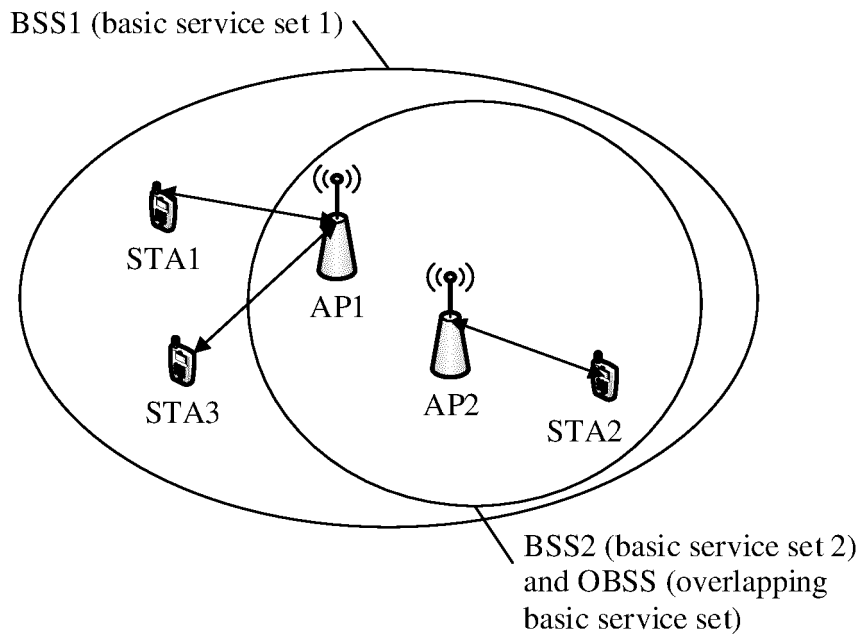 BSS1 (basic service set 1)
STA1
AP1
STA3
AP2
STA2
BSS2 (basic service set 2)
and OBSS (overlapping
basic service set)